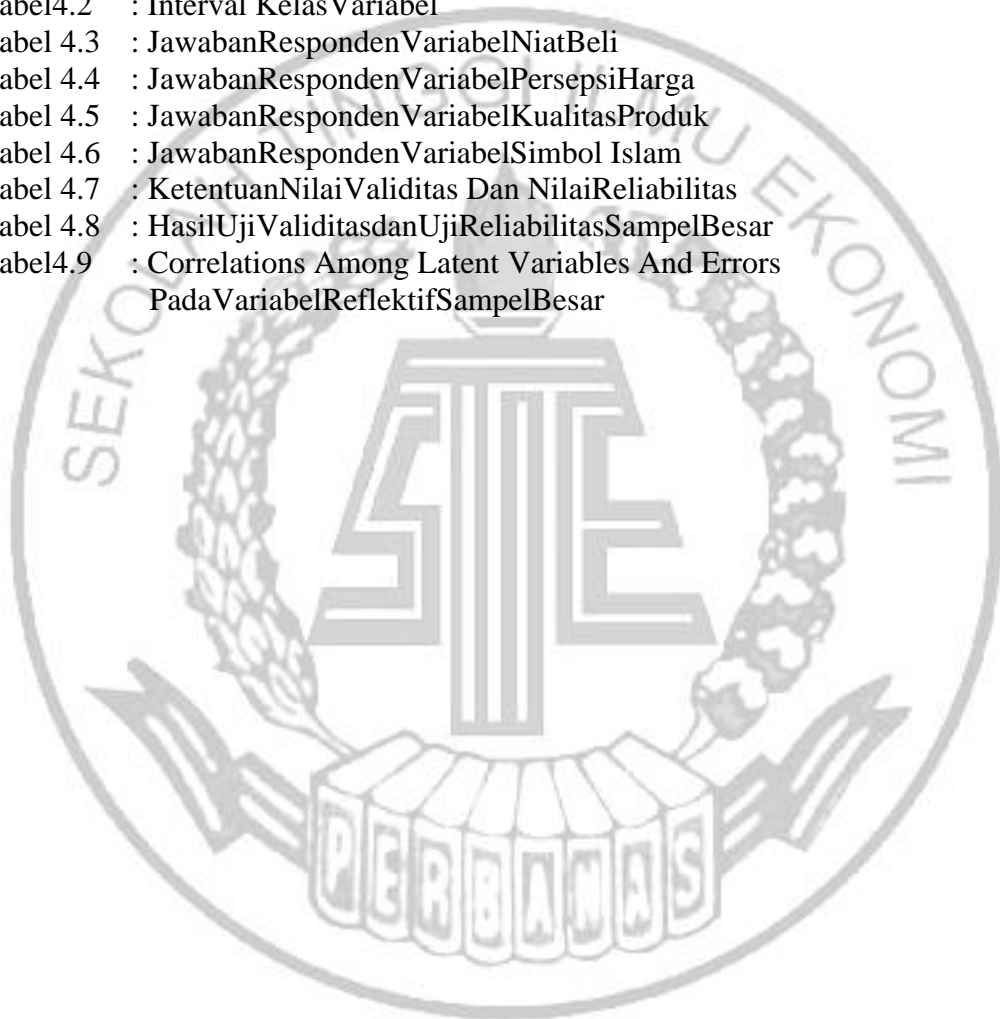 abel4.2 : Interval KelasVariabel
abel 4.3 : JawabanRespondenVariabelNiatBeli
abel 4.4 : JawabanRespondenVariabelPersepsiHarga
abel 4.5 : JawabanRespondenVariabelKualitasProduk
abel 4.6 : JawabanRespondenVariabelSimbol Islam
abel 4.7 : KetentuanNilaiValiditas Dan NilaiReliabilitas
abel 4.8 : HasilUjiValiditasdanUjiReliabilitasSampelBesar
abel4.9 : Correlations Among Latent Variables And Errors
PadaVariabelReflektifSampelBesar
SEKOLAH TINGGI ILMU EKONOMI
STIE
PERBANAS